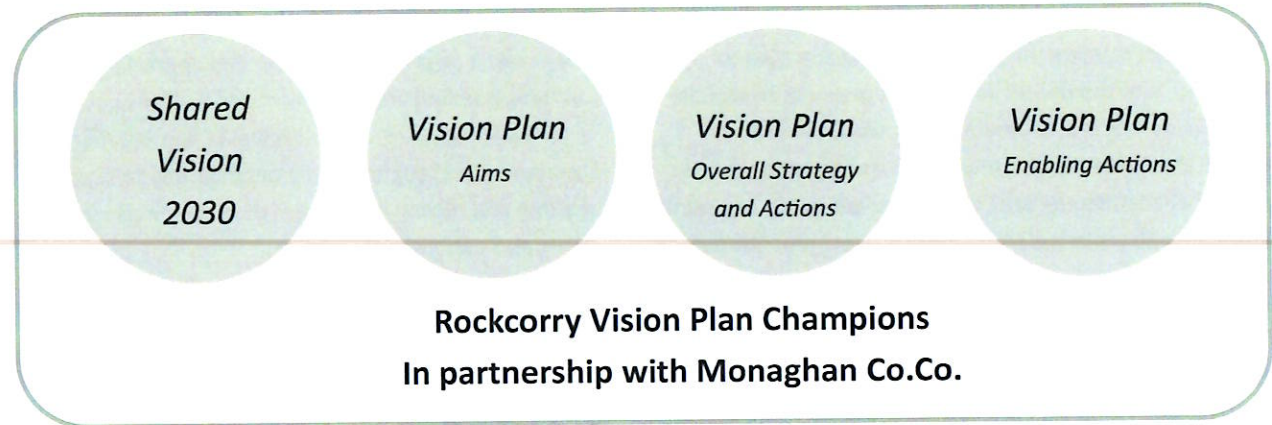 Shared
Vision
2030
Vision Plan
Aims
Vision Plan
Overall Strategy
and Actions
Vision Plan
Enabling Actions
Rockcorry Vision Plan Champions
In partnership with Monaghan Co.Co.